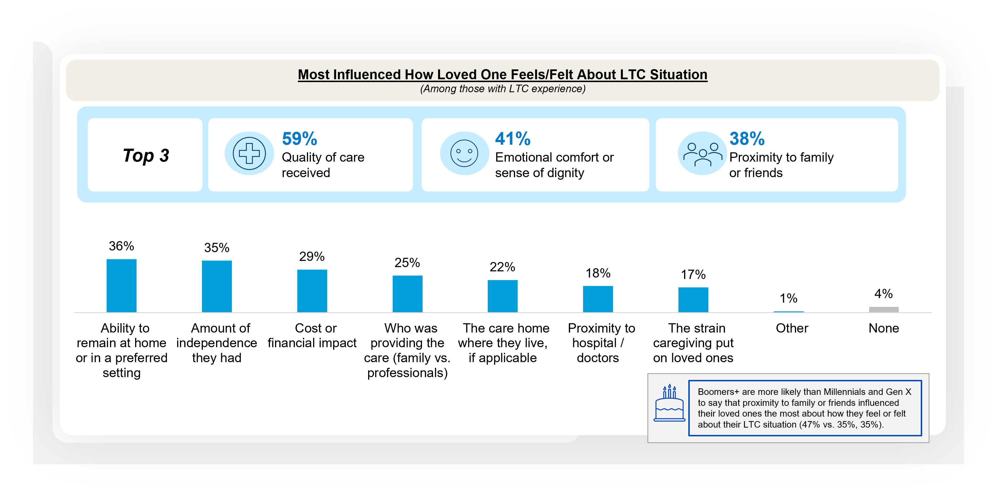 Most Influenced How Loved One Feels/Felt About LTC Situation
(Among those with LTC experience)
Top 3
59%
Quality of care
received
41%
Emotional comfort or
sense of dignity
38%
Proximity to family
or friends
36%
35%
29%
25%
22%
18%
17%
1%
4%
Ability to
remain at home
or in a preferred
setting
Amount of
independence
they had
Cost or
financial impact
Who was
providing the
care (family vs.
professionals)
The care home
where they live,
if applicable
Proximity to
hospital /
doctors
The strain
caregiving put
on loved ones
Other
None
Boomers+ are more likely than Millennials and Gen X
to say that proximity to family or friends influenced
their loved ones the most about how they feel or felt
about their LTC situation (47% vs. 35%, 35%).